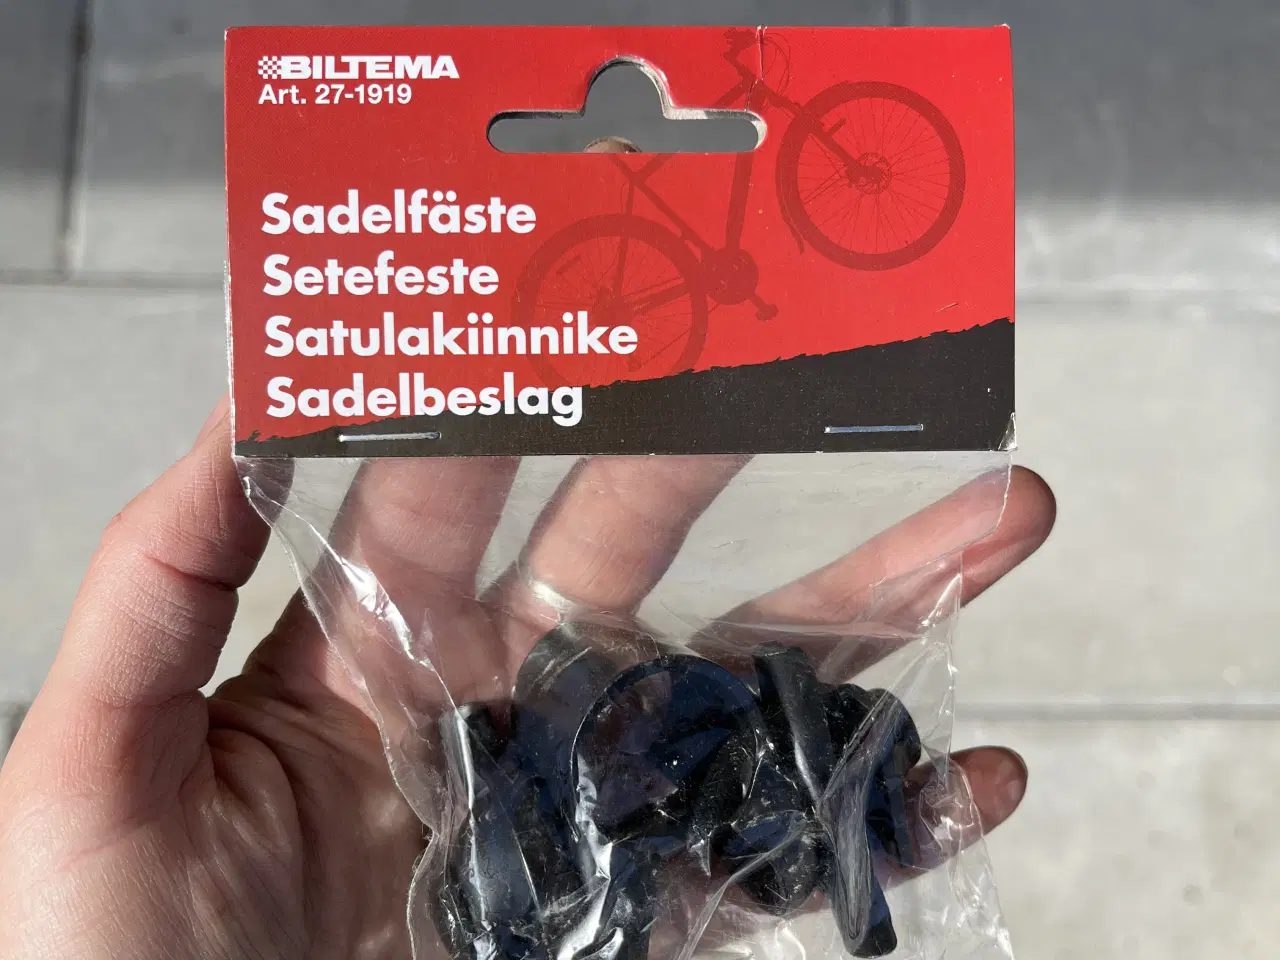 BILTEMA
Art. 27-1919
Sadelfäste
Setefeste
Satulakiinnike
Sadelbeslag